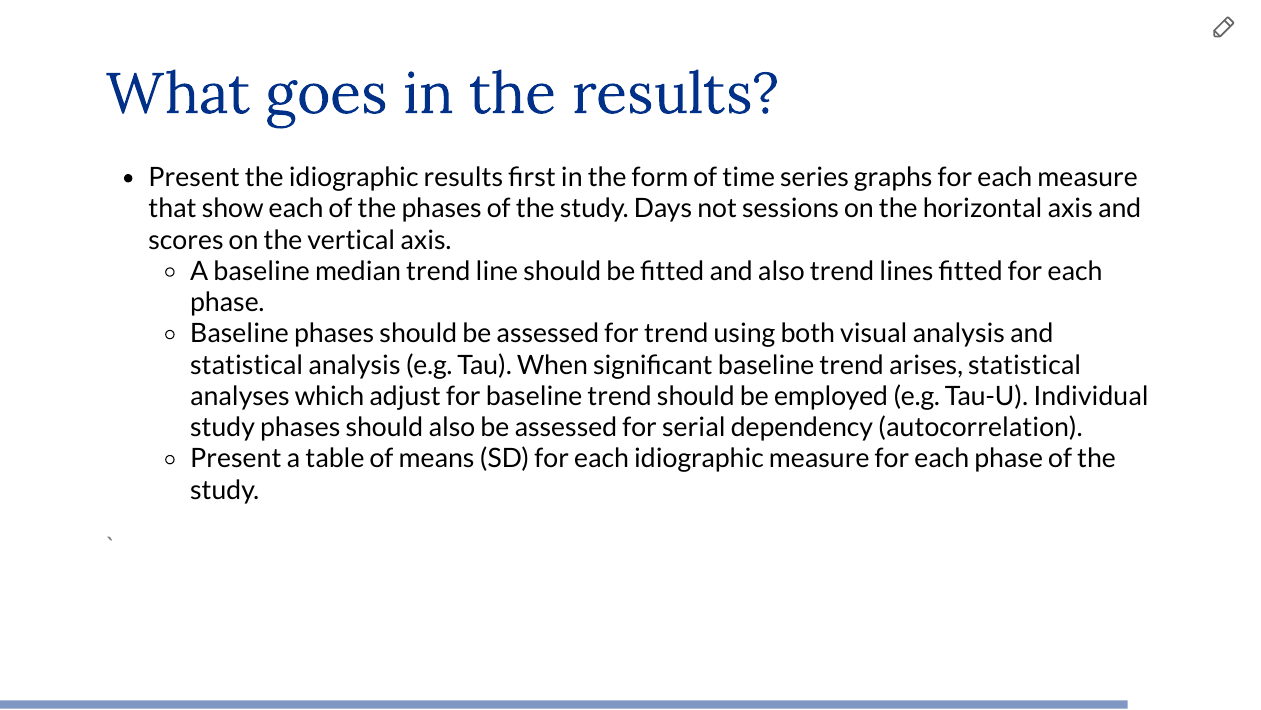 What goes in the results?
• Present the idiographic results first in the form of time series graphs for each measure
that show each of the phases of the study. Days not sessions on the horizontal axis and
scores on the vertical axis.
○ A baseline median trend line should be fitted and also trend lines fitted for each
phase.
○ Baseline phases should be assessed for trend using both visual analysis and
statistical analysis (e.g. Tau). When significant baseline trend arises, statistical
analyses which adjust for baseline trend should be employed (e.g. Tau-U). Individual
study phases should also be assessed for serial dependency (autocorrelation).
○ Present a table of means (SD) for each idiographic measure for each phase of the
study.
`